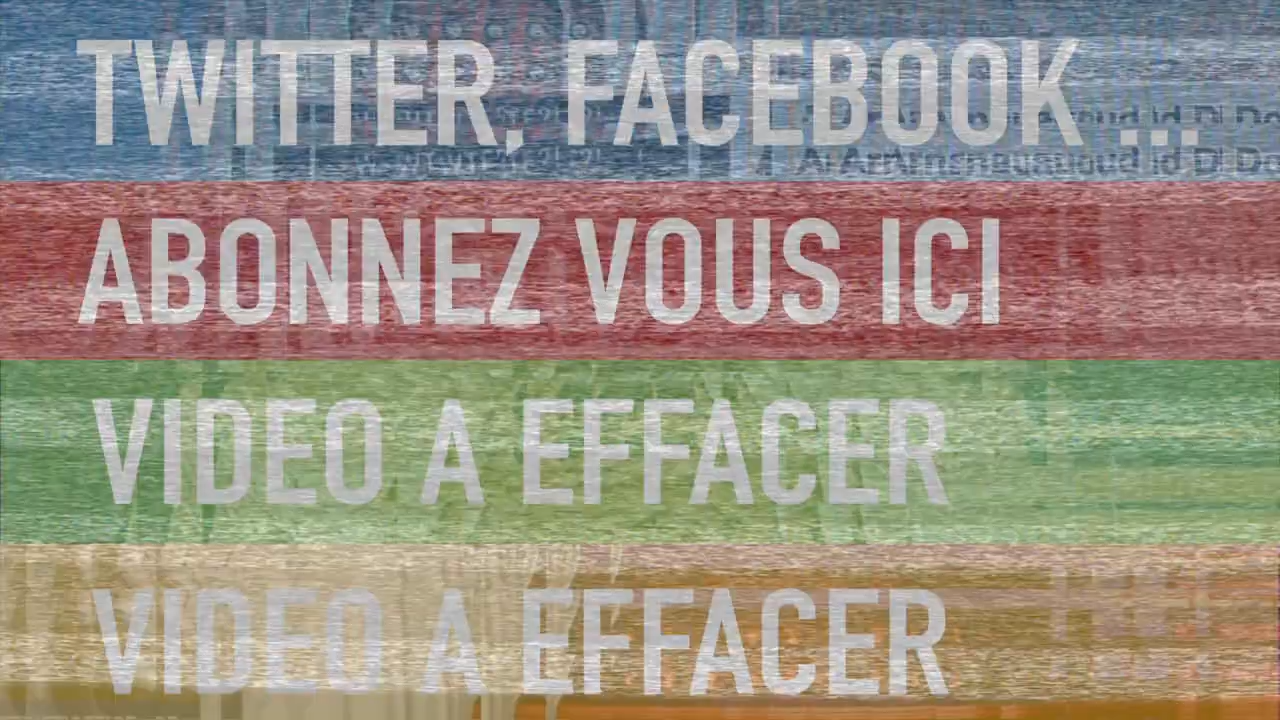 TWITTER, FACEBOOK ...
ABONNEZ VOUS ICI
VIDEO A EFFACER
VIDEO A EFFACER